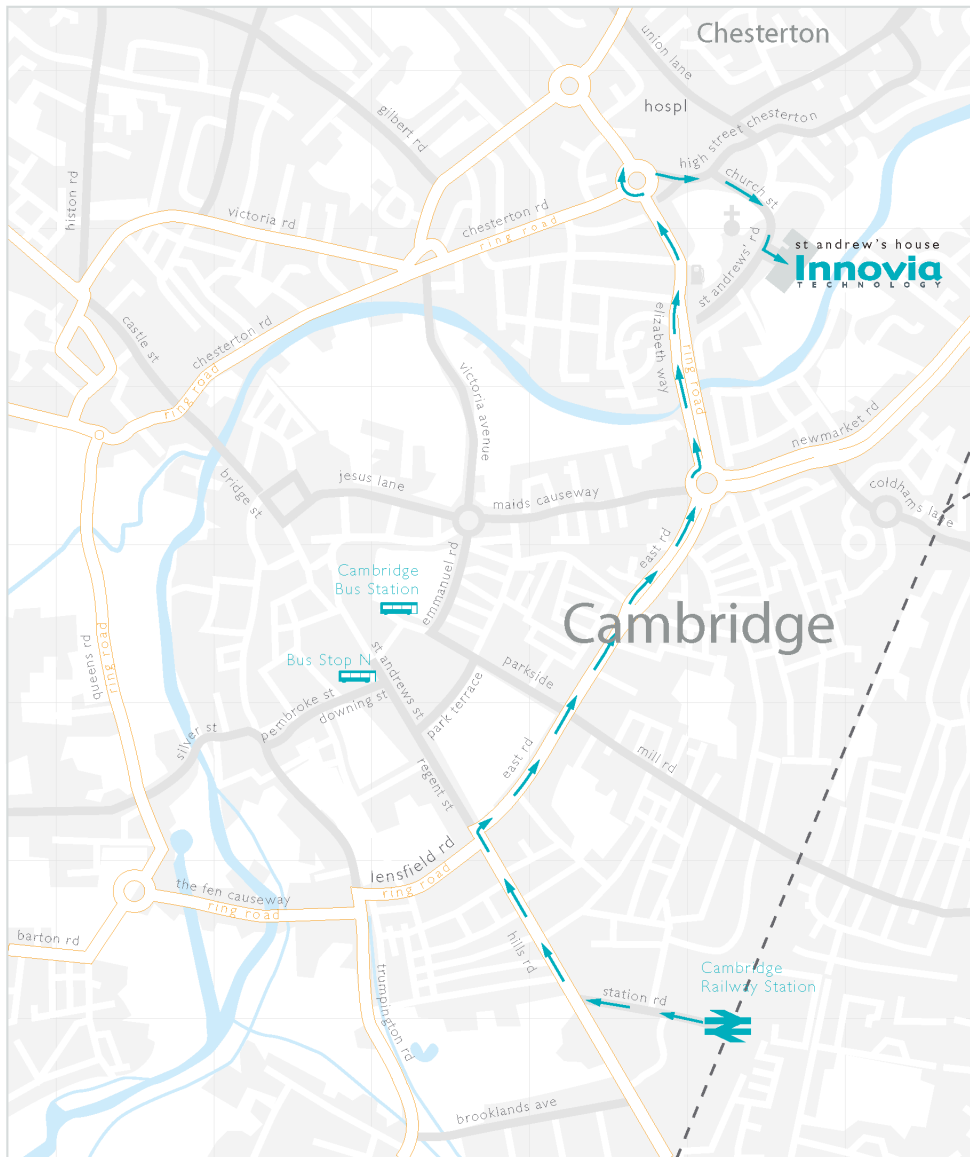 Chesterton
union lane
hospl
gilbert rd
high street chesterton
church st
histon rd
victoria rd
chesterton rd
ring road
st andrew's house
Innovia
TECHNOLOGY
st andrews' rd
castle st
chesterton rd
ring road
elizabeth way
ring road
victoria avenue
newmarket rd
bridge st
jesus lane
maids causeway
coldhams lane
east rd
emmanuel rd
Cambridge
Bus Station
Cambridge
queens rd
ring road
Bus Stop N
st andrews st
parkside
pembroke st
downing st
park terrace
silver st
mill rd
east rd
regent st
lensfield rd
ring road
the fen causeway
ring road
barton rd
hills rd
trumpington rd
station rd
Cambridge
Railway Station
brooklands ave